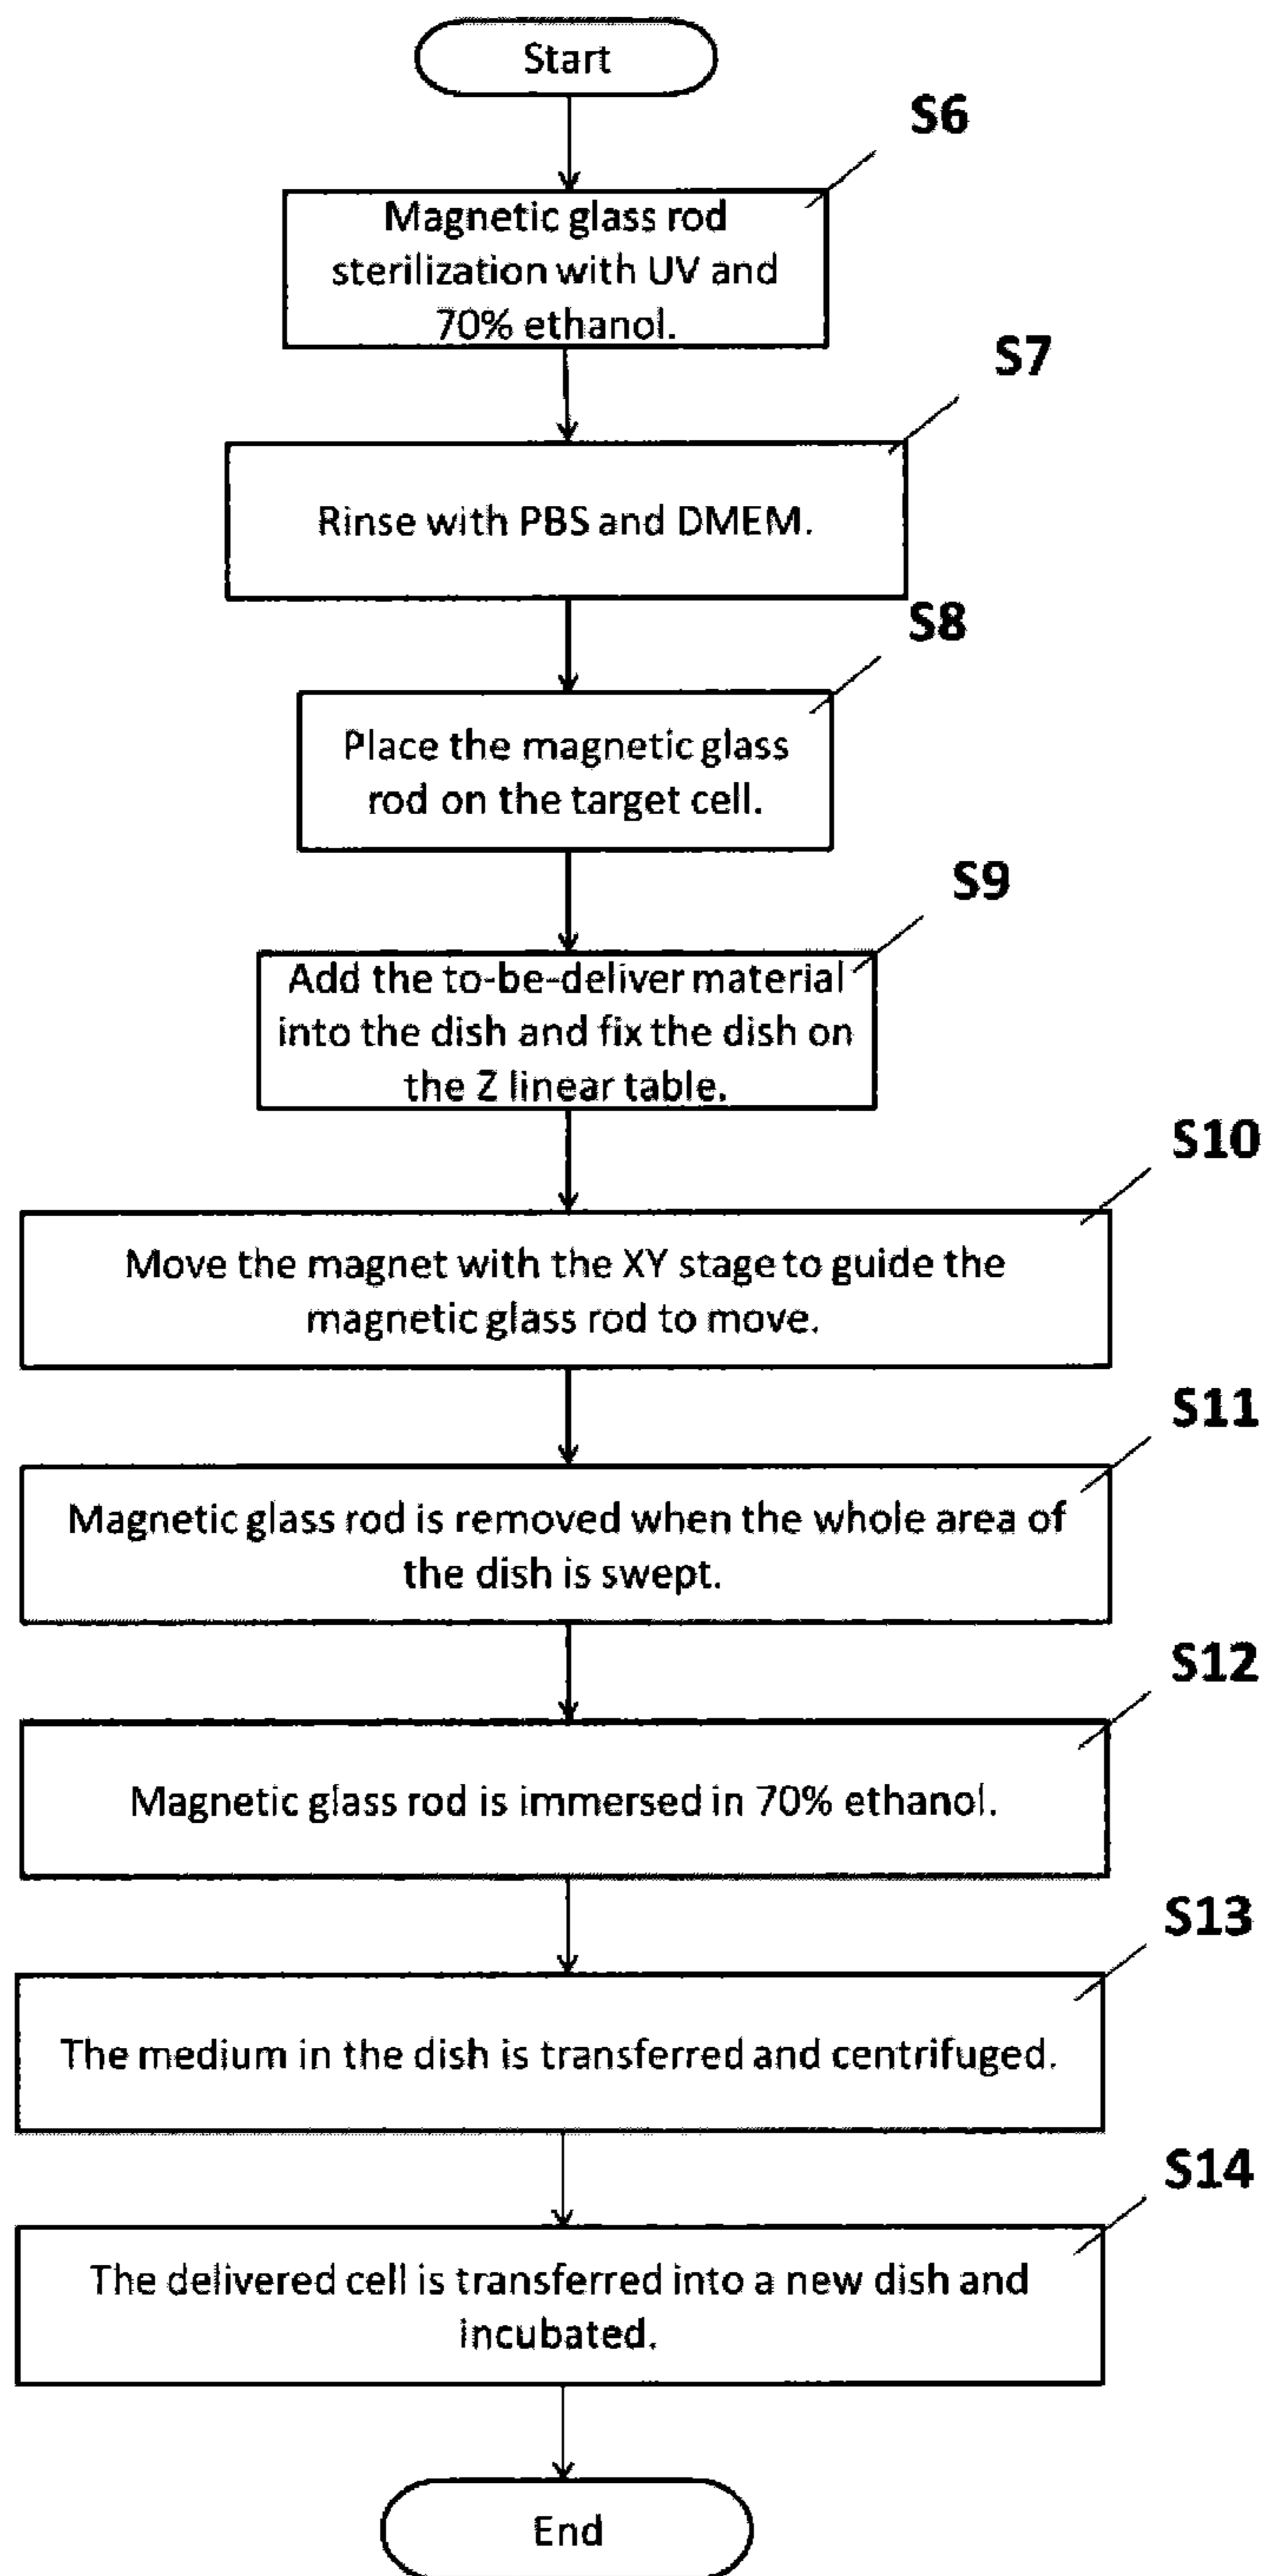 Start
S6
Magnetic glass rod
sterilization with UV and
70% ethanol.
S7
Rinse with PBS and DMEM.
S8
Place the magnetic glass
rod on the target cell.
S9
Add the to-be-deliver material
into the dish and fix the dish on
the Z linear table.
S10
Move the magnet with the XY stage to guide the
magnetic glass rod to move.
S11
Magnetic glass rod is removed when the whole area of
the dish is swept.
S12
Magnetic glass rod is immersed in 70% ethanol.
S13
The medium in the dish is transferred and centrifuged.
S14
The delivered cell is transferred into a new dish and
incubated.
End